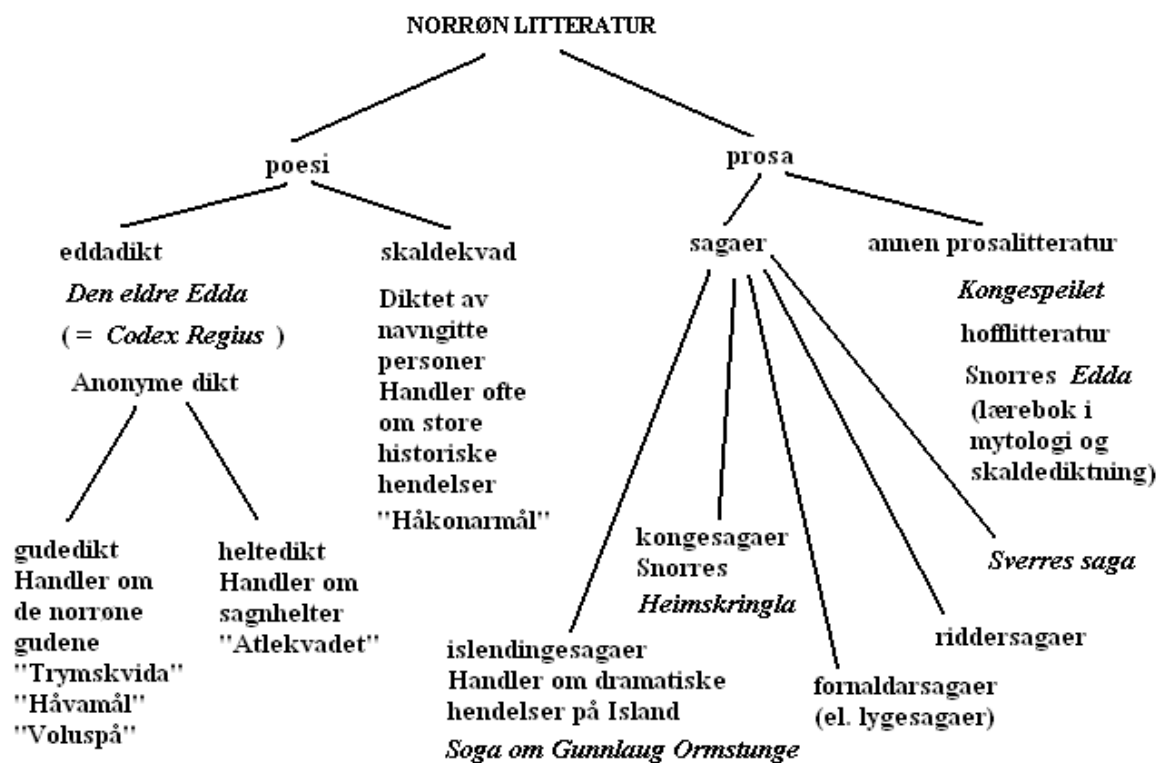 NORRØN LITTERATUR
poesi
prosa
eddadikt
Den eldre Edda
( = Codex Regius )
Anonyme dikt
gudedikt
Handler om
de norrøne
gudene
"Trymskvida"
"Håvamål"
"Voluspå"
heltedikt
Handler om
sagnhelter
"Atlekvadet"
skaldekvad
Diktet av
navngitte
personer
Handler ofte
om store
historiske
hendelser
"Håkonarmål"
sagaer
islendingesagaer
Handler om dramatiske
hendelser på Island
Soga om Gunnlaug Ormstunge
kongesagaer
Snorres
Heimskringla
fornaldarsagaer
(el. lygesagaer)
riddersagaer
Sverres saga
annen prosalitteratur
Kongespeilet
hofflitteratur
Snorres Edda
(lærebok i
mytologi og
skaldediktning)